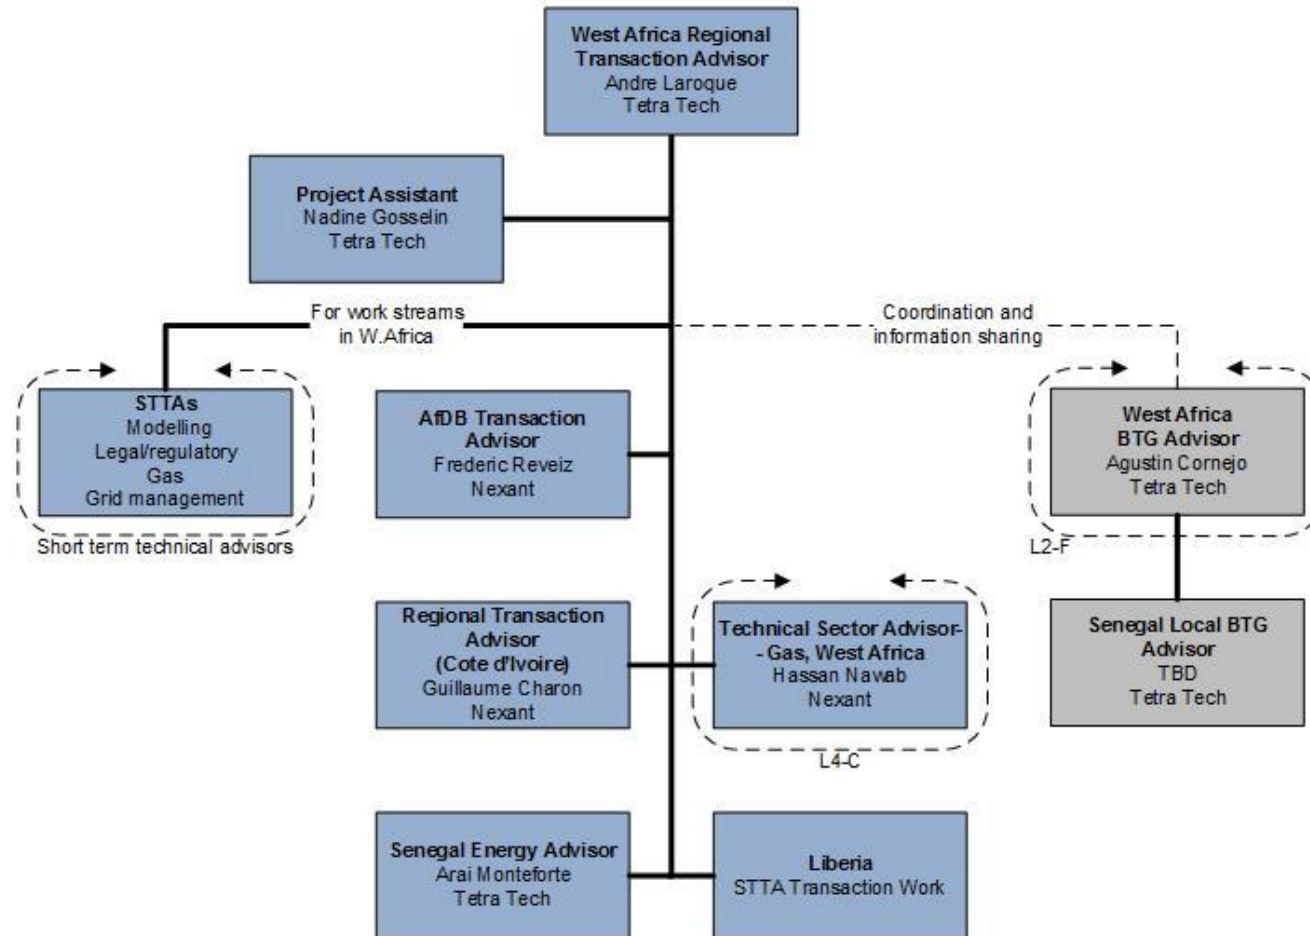 West Africa Regional
Transaction Advisor
Andre Laroque
Tetra Tech
Project Assistant
Nadine Gosselin
Tetra Tech
For work streams
in W.Africa
Coordination and
information sharing
STTAs
Modelling
Legal/regulatory
Gas
Grid management
Short term technical advisors
AfDB Transaction
Advisor
Frederic Reveiz
Nexant
West Africa
BTG Advisor
Agustin Cornejo
Tetra Tech
L2-F
Regional Transaction
Advisor
(Cote d'Ivoire)
Guillaume Charon
Nexant
Technical Sector Advisor-
- Gas, West Africa
Hassan Nawab
Nexant
L4-C
Senegal Local BTG
Advisor
TBD
Tetra Tech
Senegal Energy Advisor
Arai Monteforte
Tetra Tech
Liberia
STTA Transaction Work